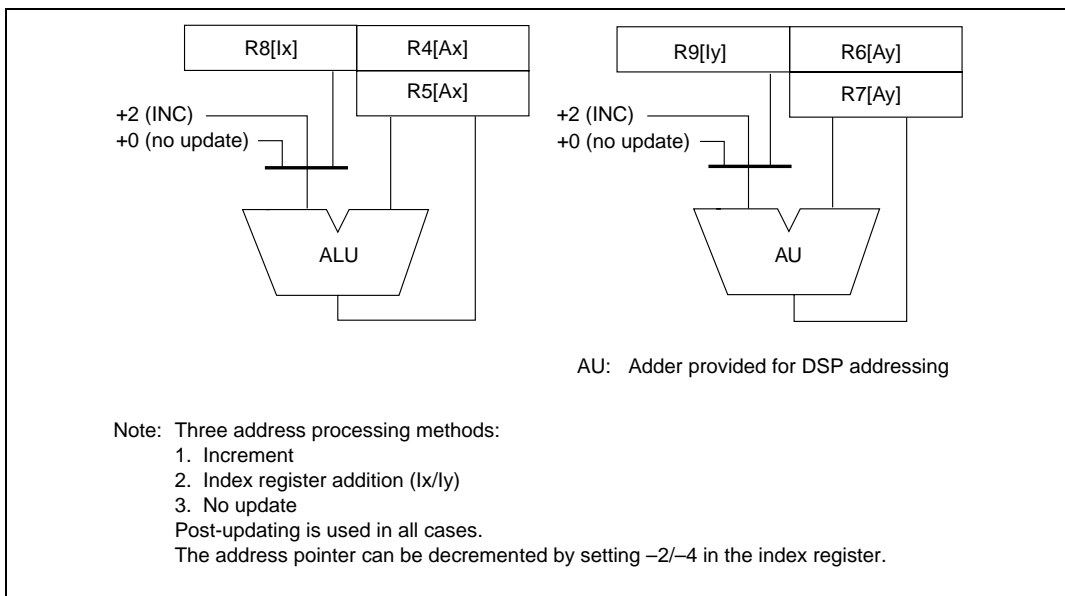 R8[Ix] R4[Ax]
R5[Ax]
+2 (INC)
+0 (no update)
ALU
R9[Iy] R6[Ay]
R7[Ay]
+2 (INC)
+0 (no update)
AU
AU: Adder provided for DSP addressing
Note: Three address processing methods:
1. Increment
2. Index register addition (Ix/Iy)
3. No update
Post-updating is used in all cases.
The address pointer can be decremented by setting –2/–4 in the index register.